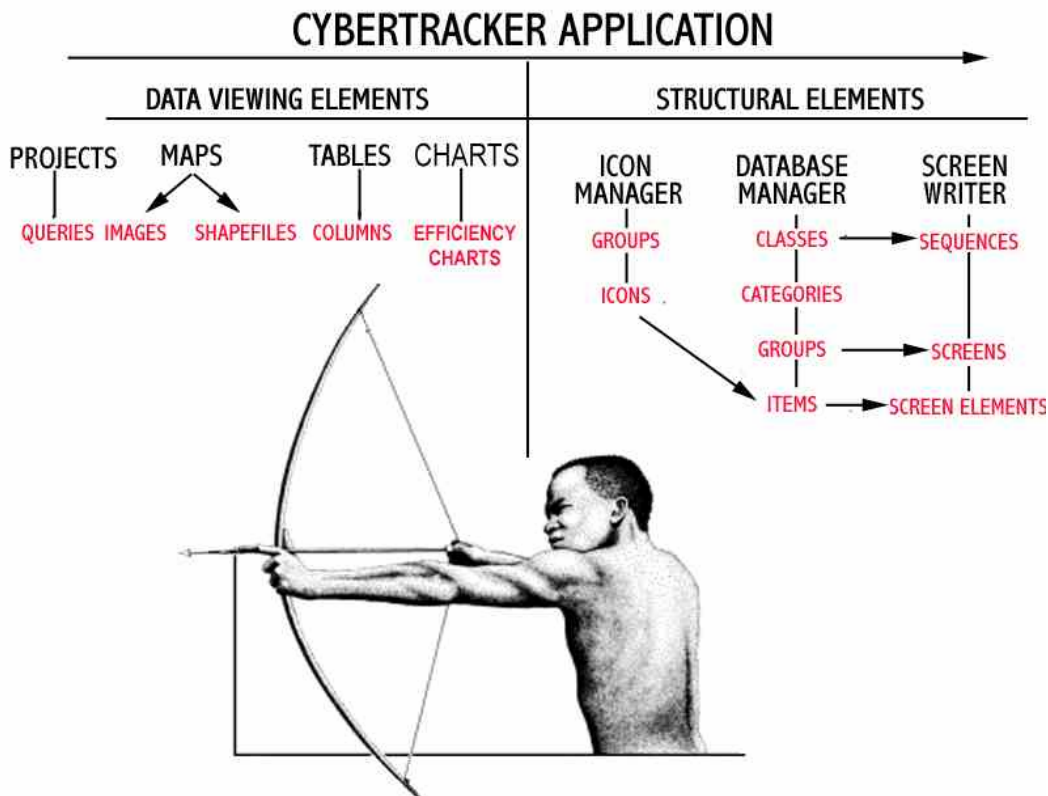 CYBERTRACKER APPLICATION
DATA VIEWING ELEMENTS
STRUCTURAL ELEMENTS
PROJECTS MAPS TABLES CHARTS
QUERIES IMAGES SHAPEFILES COLUMNS EFFICIENCY
CHARTS
ICON DATABASE SCREEN
MANAGER MANAGER WRITER
GROUPS CLASSES SEQUENCES
ICONS CATEGORIES
GROUPS SCREENS
ITEMS SCREEN ELEMENTS